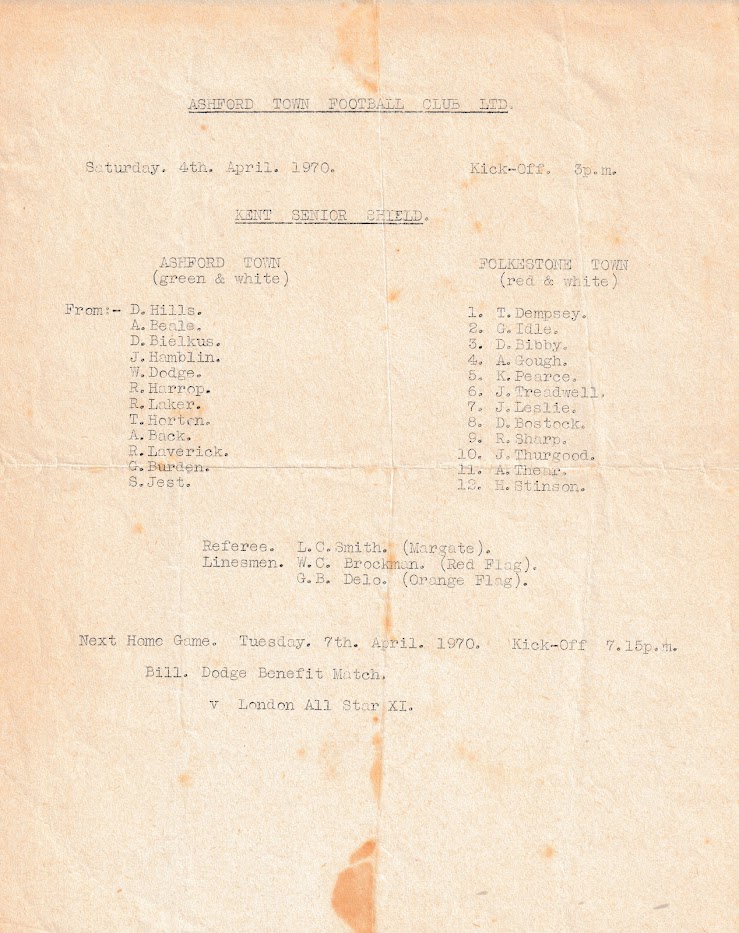 ASHFORD TOWN FOOTBALL CLUB LTD.
Saturday. 4th. April. 1970. Kick-Off. 3p.m.
KENT SENIOR SHIELD.
ASHFORD TOWN FOLKESTONE TOWN
(green & white) (red & white)
From:- D.Hills. 1. T.Dempsey.
A.Beale. 2. G.Idle.
D.Bielkus. 3. D.Bibby.
J.Hamblin. 4. A.Gough.
W.Dodge. 5. K.Pearce.
R.Harrop. 6. J.Treadwell.
R.Laker. 7. J.Leslie.
T.Horton. 8. D.Bostock.
A.Back. 9. R.Sharp.
R.Laverick. 10. J.Thurgood.
G.Burden. 11. A.Thear.
S.Jest. 12. H.Stinson.
Referee. L.C.Smith. (Margate).
Linesmen. W.C. Brockman. (Red Flag).
G.B. Delo. (Orange Flag).
Next Home Game. Tuesday. 7th. April. 1970. Kick-Off 7.15p.m.
Bill. Dodge Benefit Match.
v London All Star XI.